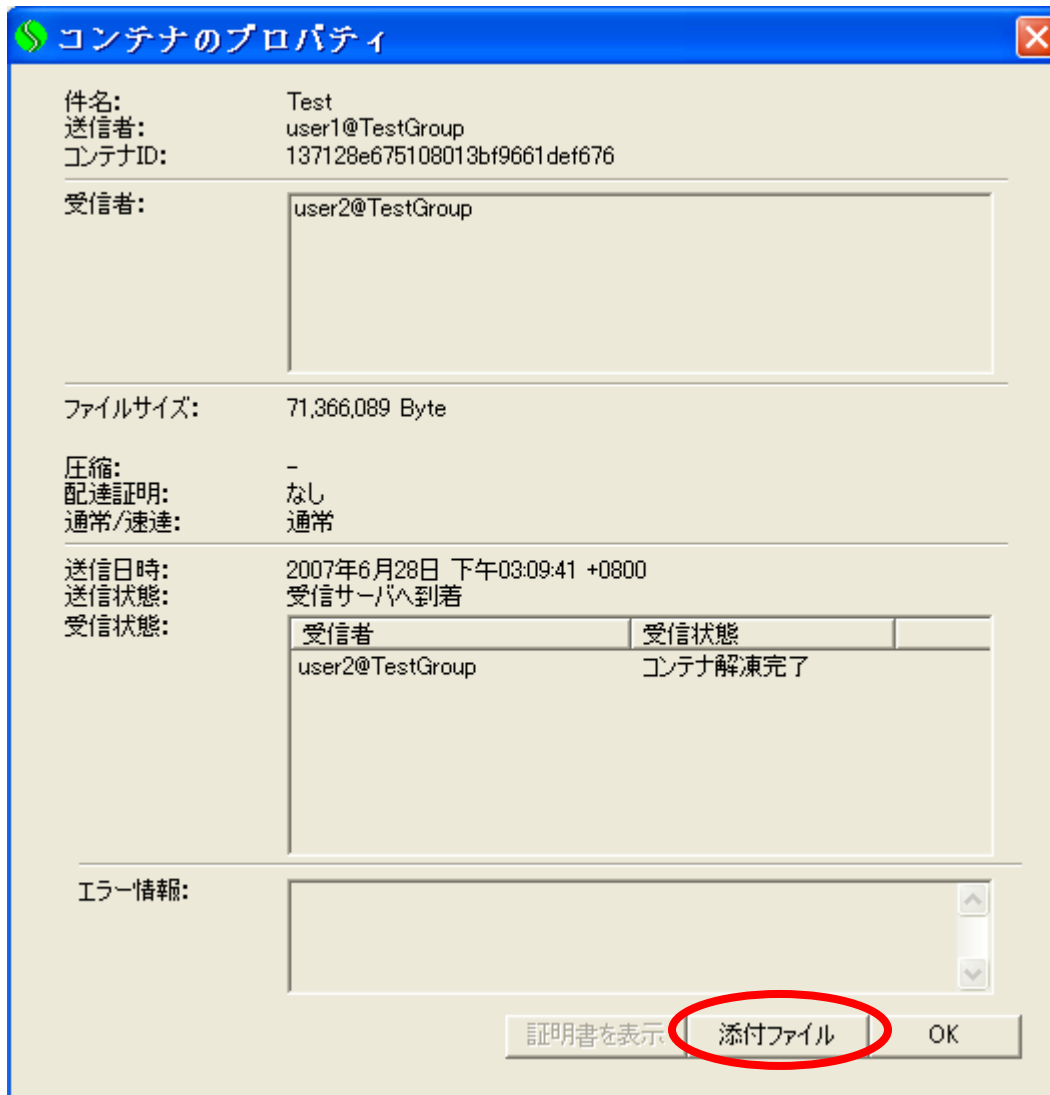 コンテナのプロパティ
件名: Test
送信者: user1@TestGroup
コンテナID: 137128e675108013bf9661def676
受信者: user2@TestGroup
ファイルサイズ: 71,366,089 Byte
圧縮: -
配達証明: なし
通常/速達: 通常
送信日時: 2007年6月28日 下午03:09:41 +0800
送信状態: 受信サーバへ到着
受信状態: 受信者 受信状態
user2@TestGroup コンテナ解凍完了
エラー情報:
証明書を表示 添付ファイル OK